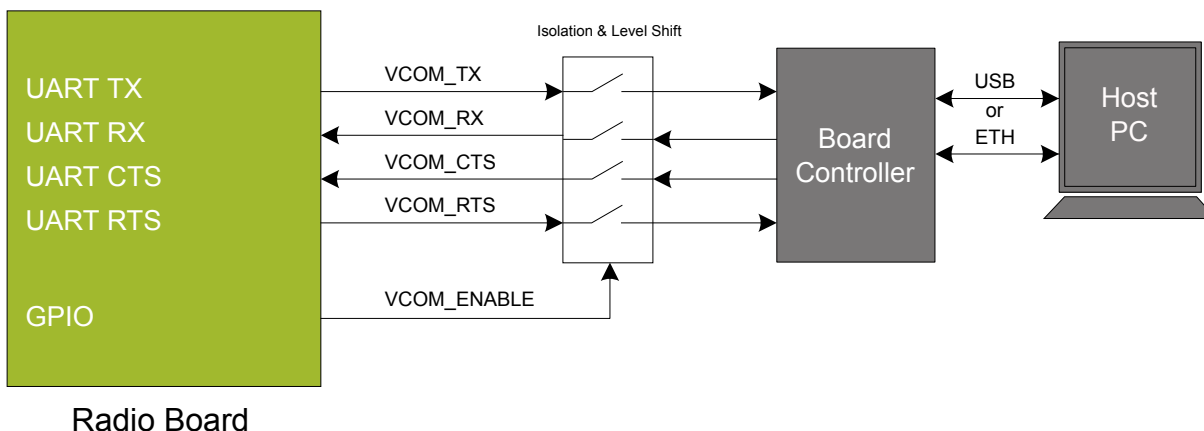 Isolation & Level Shift
UART TX
UART RX
UART CTS
UART RTS
GPIO
VCOM_TX
VCOM_RX
VCOM_CTS
VCOM_RTS
VCOM_ENABLE
Board
Controller
USB
or
ETH
Host
PC
Radio Board